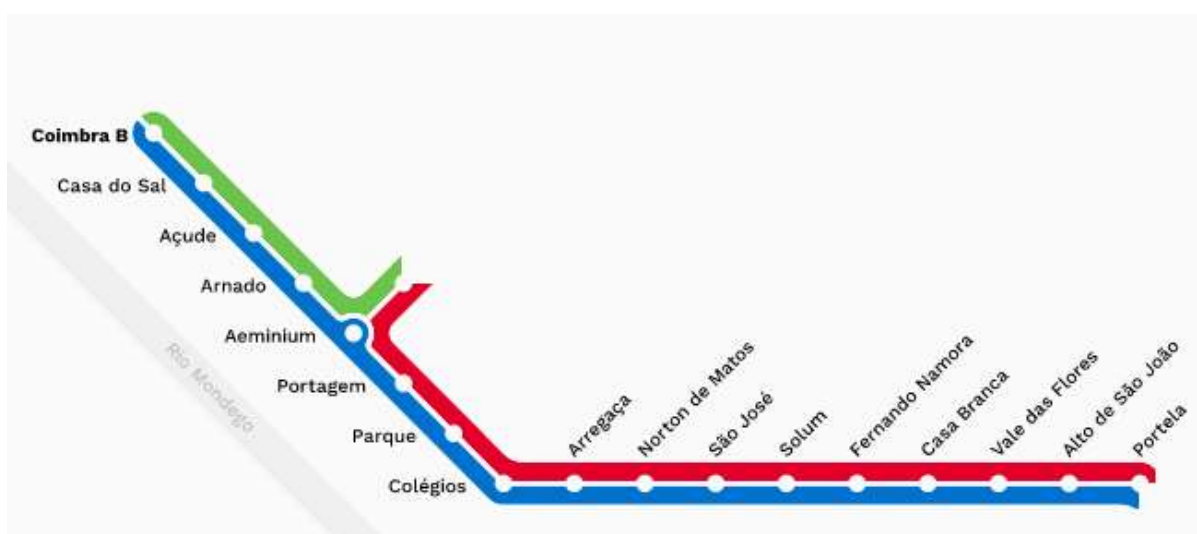 Coimbra B
Casa do Sal
Açude
Arnado
Aeminium
Portagem
Parque
Colégios
Arregaça
Norton de Matos
São José
Solum
Fernando Namora
Casa Branca
Vale das Flores
Alto de São João
Portela
Rio Mondego